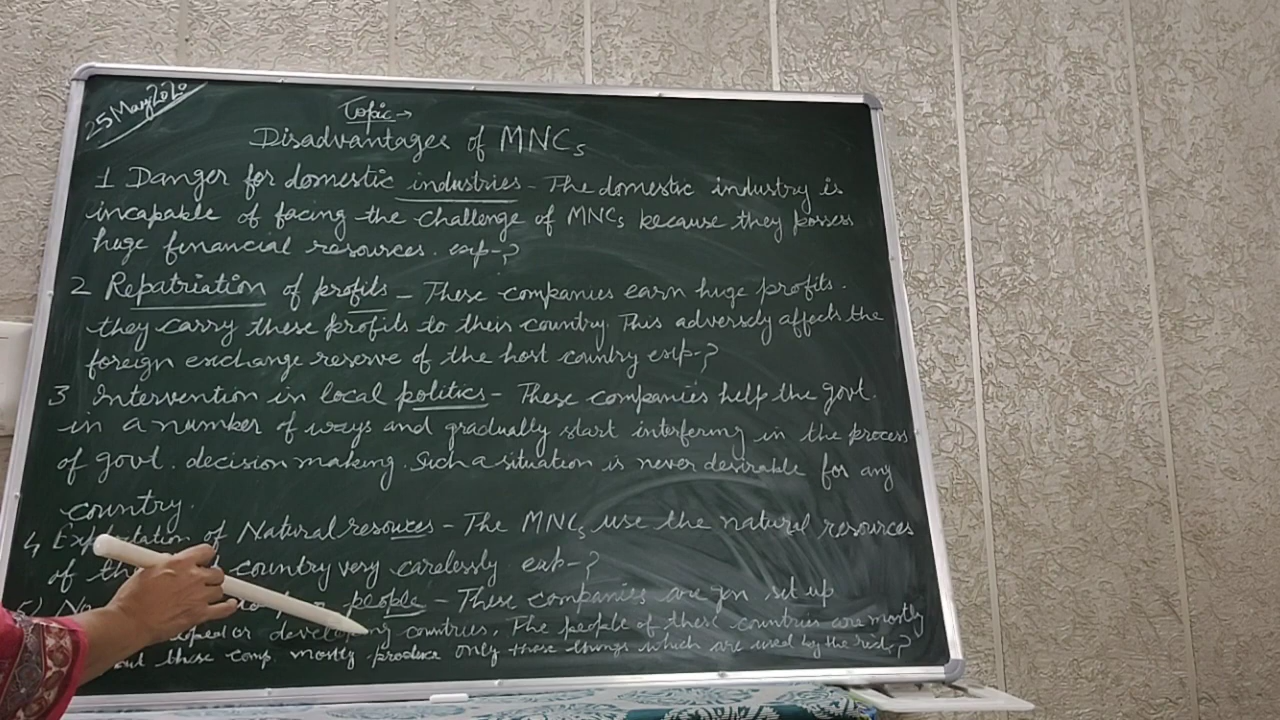 25 May 2020
Topic →
Disadvantages of MNCs
1 Danger for domestic industries - The domestic industry is
incapable of facing the challenge of MNCs because they possess
huge financial resources. exp-?
2 Repatriation of profits - These companies earn huge profits.
they carry these profits to their country. This adversely affects the
foreign exchange reserve of the host country exp-?
3 Intervention in local politics - These companies help the govt.
in a number of ways and gradually start interfering in the process
of govt. decision making. Such a situation is never desirable for any
country.
4, of Natural resources - The MNCs use the natural resources
of country very carelessly exp-?
5) people - These companies are gen set up
or developing countries. The people of these countries are mostly
these comp. mostly produce only those things which are used by the rich?